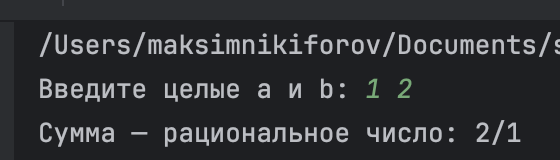 /Users/maksimnikiforov/Documents/
Введите целые a и b: 1 2
Сумма — рациональное число: 2/1